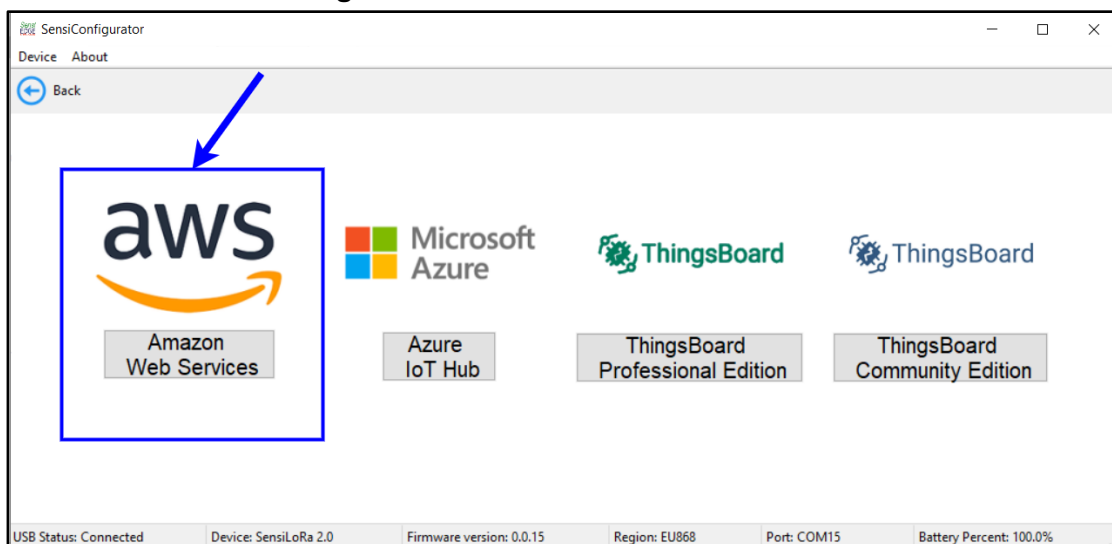 SensiConfigurator
Device About
Back
aws
Microsoft
Azure
ThingsBoard
ThingsBoard
Amazon
Web Services
Azure
IoT Hub
ThingsBoard
Professional Edition
ThingsBoard
Community Edition
USB Status: Connected Device: SensiLoRa 2.0 Firmware version: 0.0.15 Region: EU868 Port: COM15 Battery Percent: 100.0%